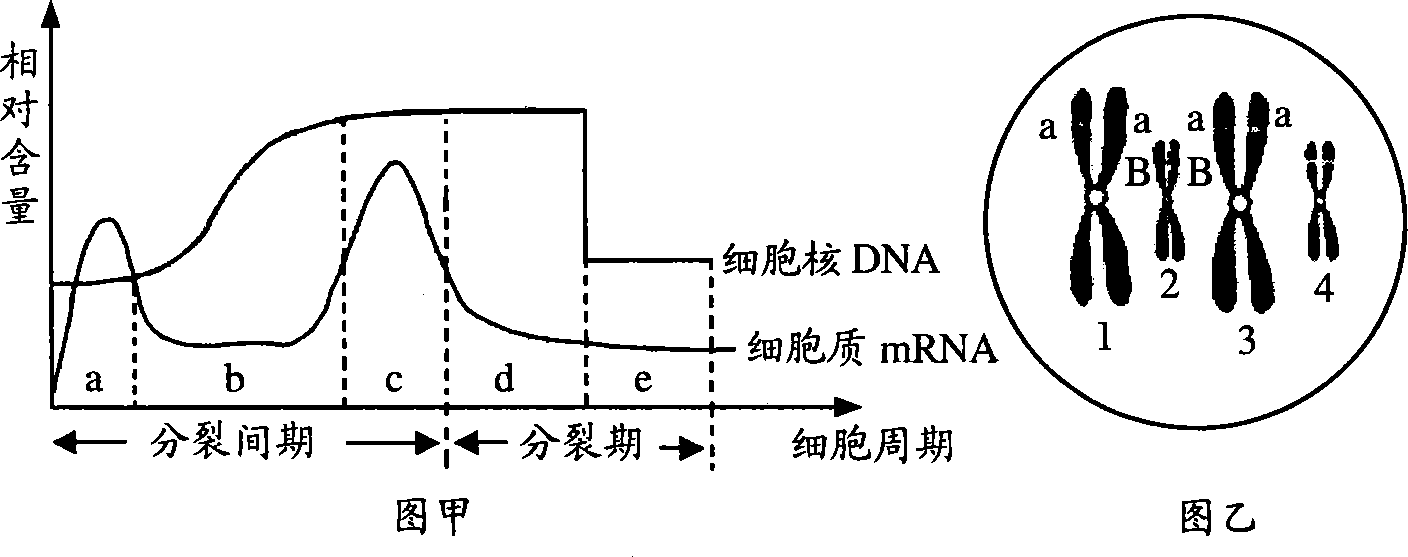 相对含量
细胞核 DNA
细胞质 mRNA
a b c d e
分裂间期 分裂期 细胞周期
图甲
a a a a
B B
1 2 3 4
图乙